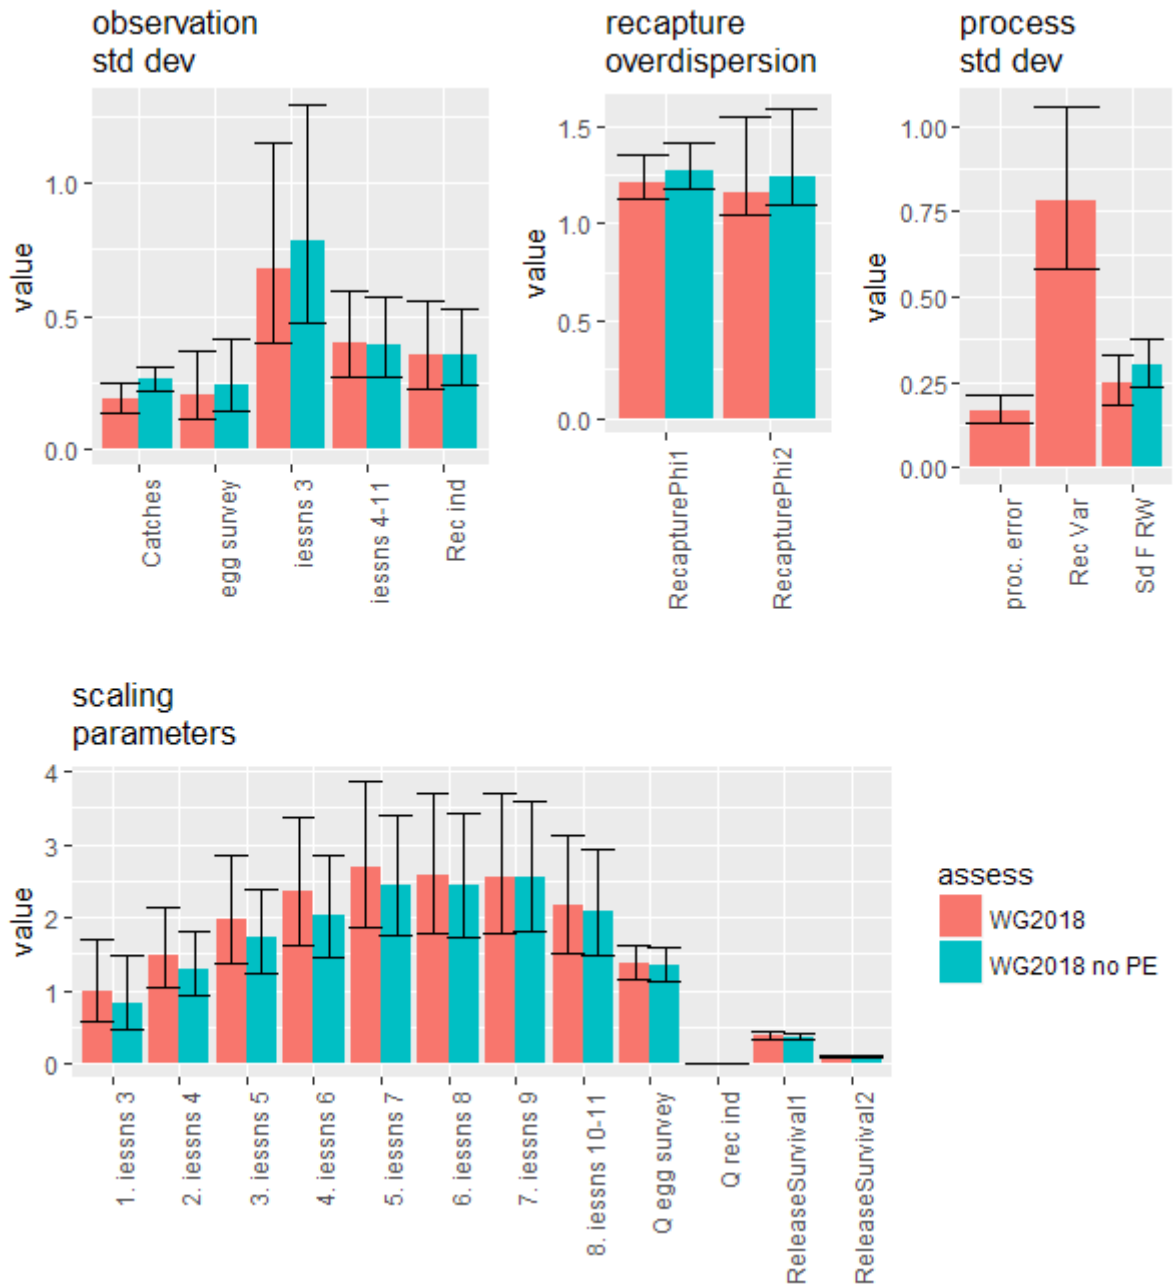 observation
std dev
value
1.0
0.5
0.0
Catches
egg survey
iessns 3
iessns 4-11
Rec ind
recapture
overdispersion
value
1.5
1.0
0.5
0.0
RecapturePhi1
RecapturePhi2
process
std dev
value
1.00
0.75
0.50
0.25
0.00
proc. error
Rec Var
Sd F RW
scaling
parameters
value
4
3
2
1
0
1. iessns 3
2. iessns 4
3. iessns 5
4. iessns 6
5. iessns 7
6. iessns 8
7. iessns 9
8. iessns 10-11
Q egg survey
Q rec ind
ReleaseSurvival1
ReleaseSurvival2
assess
WG2018
WG2018 no PE